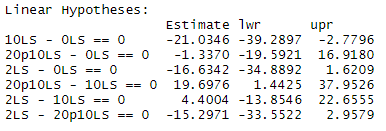 Linear Hypotheses:
Estimate lwr upr
10LS - 0LS == 0 -21.0346 -39.2897 -2.7796
20p10LS - 0LS == 0 -1.3370 -19.5921 16.9180
2LS - 0LS == 0 -16.6342 -34.8892 1.6209
20p10LS - 10LS == 0 19.6976 1.4425 37.9526
2LS - 10LS == 0 4.4004 -13.8546 22.6555
2LS - 20p10LS == 0 -15.2971 -33.5522 2.9579